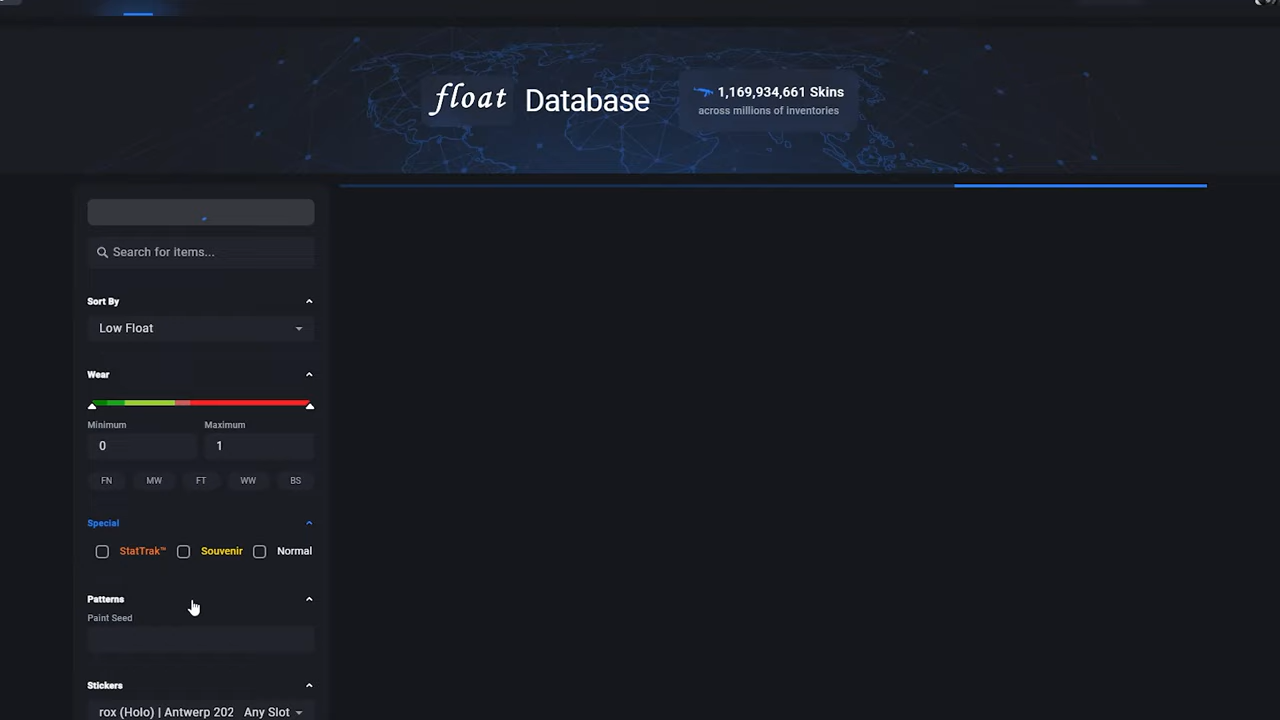 float Database
1,169,934,661 Skins
across millions of inventories
Search for items...
Sort By
Low Float
Wear
Minimum
Maximum
0
1
FN MW FT WW BS
Special
StatTrak™ Souvenir Normal
Patterns
Paint Seed
Stickers
rox (Holo) | Antwerp 202 Any Slot